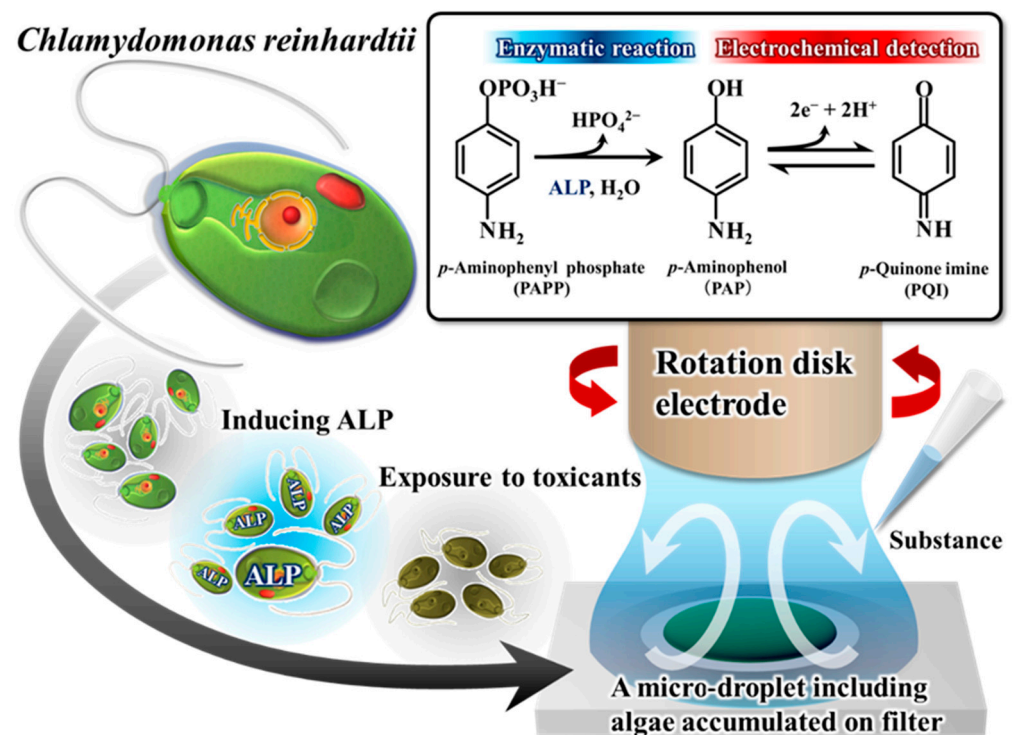 Chlamydomonas reinhardtii
Enzymatic reaction
Electrochemical detection
OPO₃H⁻
HPO₄²⁻
ALP, H₂O
NH₂
p-Aminophenyl phosphate
(PAPP)
OH
2e⁻ + 2H⁺
NH₂
p-Aminophenol
(PAP)
O
NH
p-Quinone imine
(PQI)
Rotation disk
electrode
Inducing ALP
ALP
ALP
ALP
ALP
ALP
Exposure to toxicants
Substance
A micro-droplet including
algae accumulated on filter